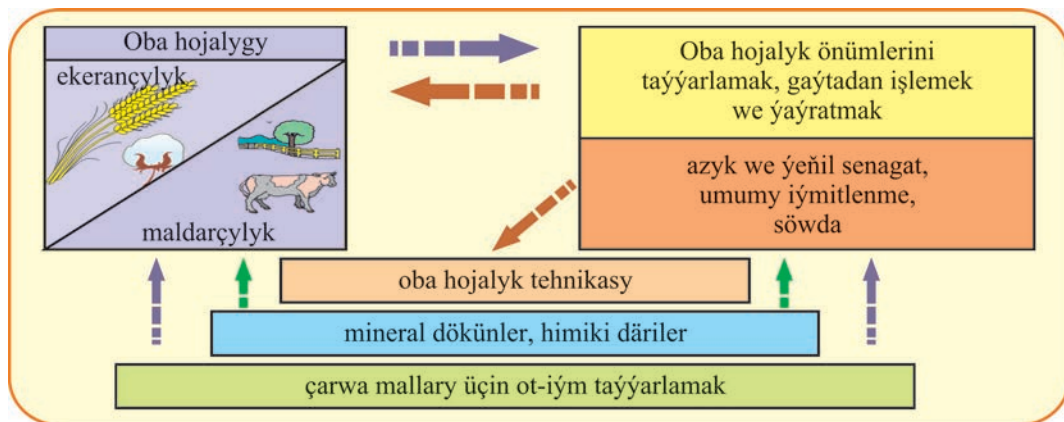 Oba hojalygy
ekerançylyk
maldarçylyk
Oba hojalyk önümlerini
taýýarlamak, gaýtadan işlemek
we ýaýratmak
azyk we ýeňil senagat,
umumy iýmitlenme,
söwda
oba hojalyk tehnikasy
mineral dökünler, himiki däriler
çarwa mallary üçin ot-iým taýýarlamak